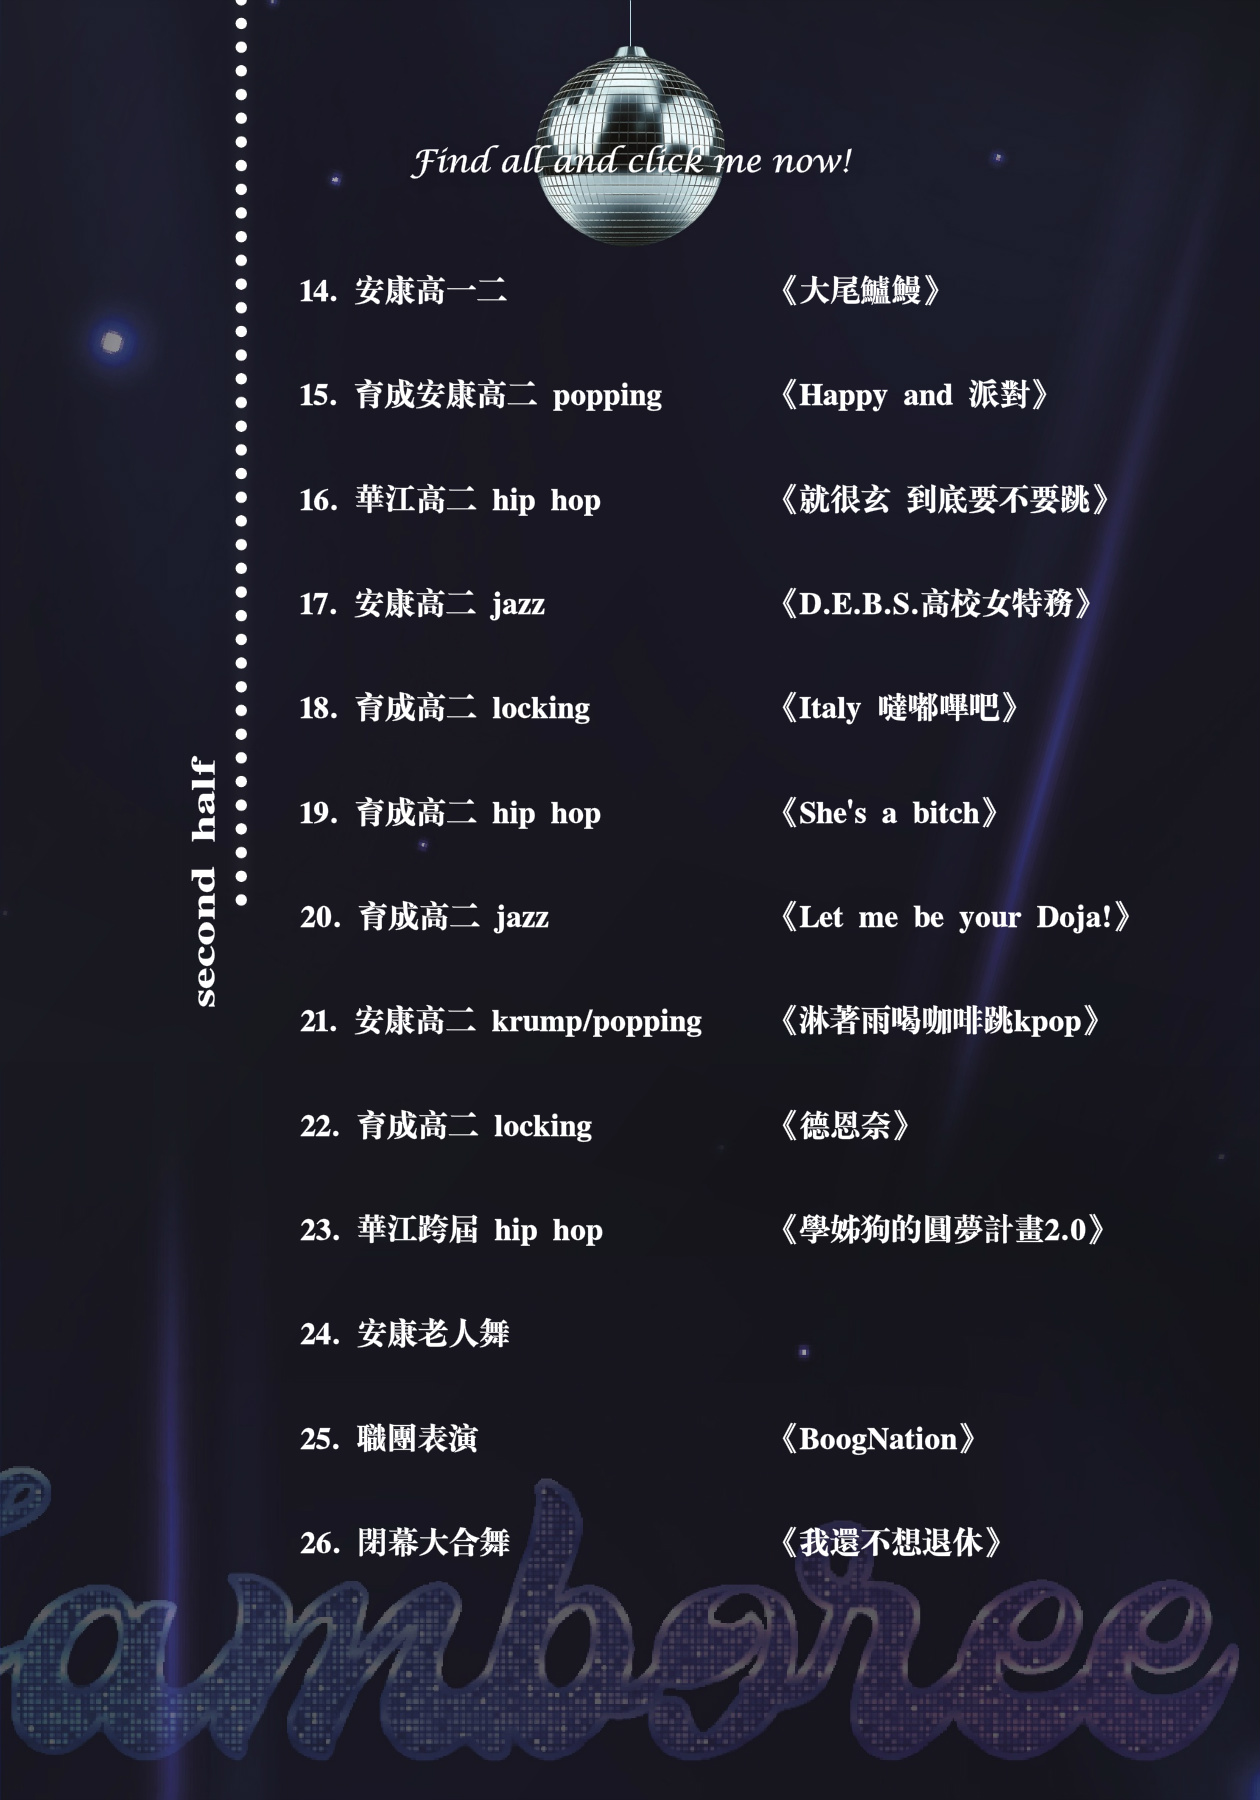 Find all and click me now!
14. 安康高一二 《大尾鱸鰻》
15. 育成安康高二 popping 《Happy and 派對》
16. 華江高二 hip hop 《就很玄 到底要不要跳》
17. 安康高二 jazz 《D.E.B.S.高校女特務》
18. 育成高二 locking 《Italy 噠嘟嗶吧》
19. 育成高二 hip hop 《She's a bitch》
20. 育成高二 jazz 《Let me be your Doja!》
21. 安康高二 krump/popping 《淋著雨喝咖啡跳kpop》
22. 育成高二 locking 《德恩奈》
23. 華江跨屆 hip hop 《學姊狗的圓夢計畫2.0》
24. 安康老人舞
25. 職團表演 《BoogNation》
26. 閉幕大合舞 《我還不想退休》
second half
Jamboree